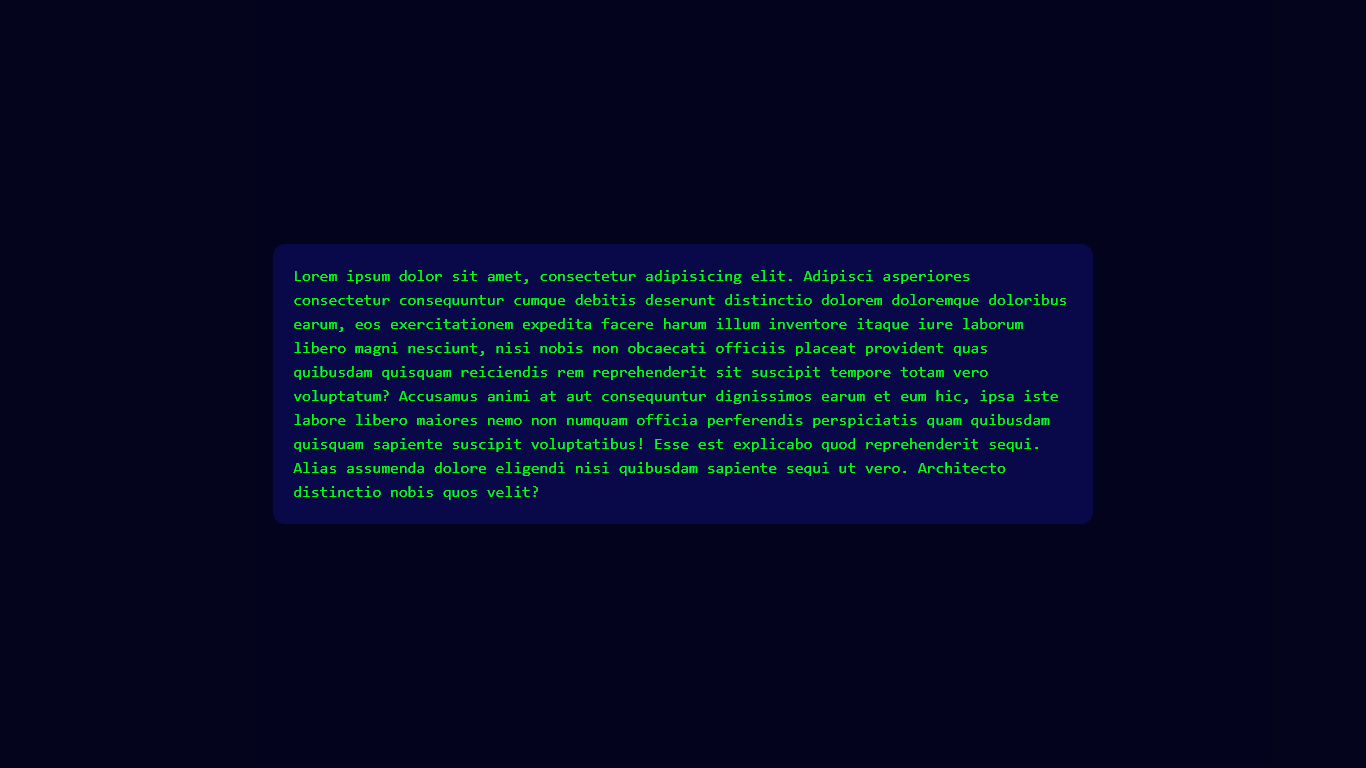 Lorem ipsum dolor sit amet, consectetur adipisicing elit. Adipisci asperiores
consectetur consequuntur cumque debitis deserunt distinctio dolorem doloremque doloribus
earum, eos exercitationem expedita facere harum illum inventore itaque iure laborum
libero magni nesciunt, nisi nobis non obcaecati officiis placeat provident quas
quibusdam quisquam reiciendis rem reprehenderit sit suscipit tempore totam vero
voluptatum? Accusamus animi at aut consequuntur dignissimos earum et eum hic, ipsa iste
labore libero maiores nemo non numquam officia perferendis perspiciatis quam quibusdam
quisquam sapiente suscipit voluptatibus! Esse est explicabo quod reprehenderit sequi.
Alias assumenda dolore eligendi nisi quibusdam sapiente sequi ut vero. Architecto
distinctio nobis quos velit?